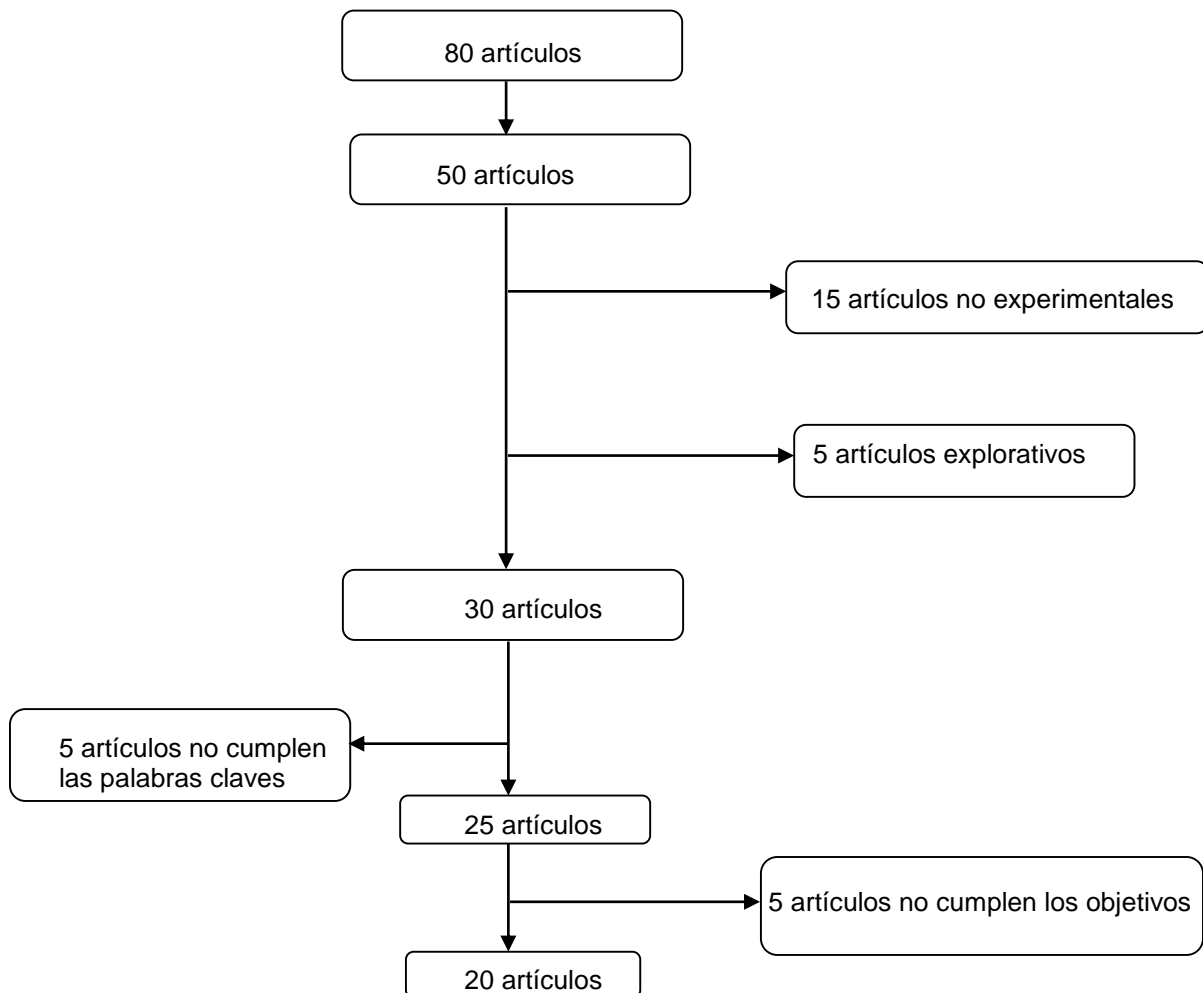 80 artículos
50 artículos
15 artículos no experimentales
5 artículos explorativos
30 artículos
5 artículos no cumplen
las palabras claves
25 artículos
5 artículos no cumplen los objetivos
20 artículos